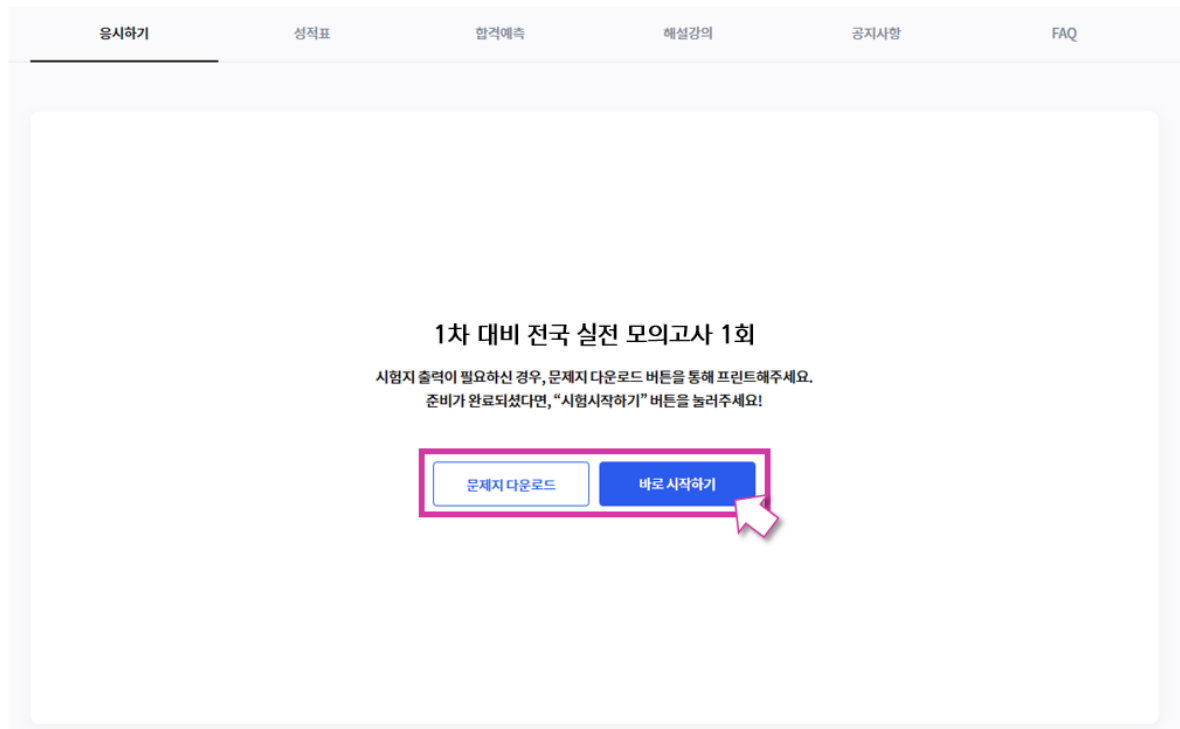 응시하기 성적표 합격예측 해설강의 공지사항 FAQ
1차 대비 전국 실전 모의고사 1회
시험지 출력이 필요하신 경우, 문제지 다운로드 버튼을 통해 프린트해주세요.
준비가 완료되셨다면, “시험시작하기” 버튼을 눌러주세요!
문제지 다운로드 바로 시작하기